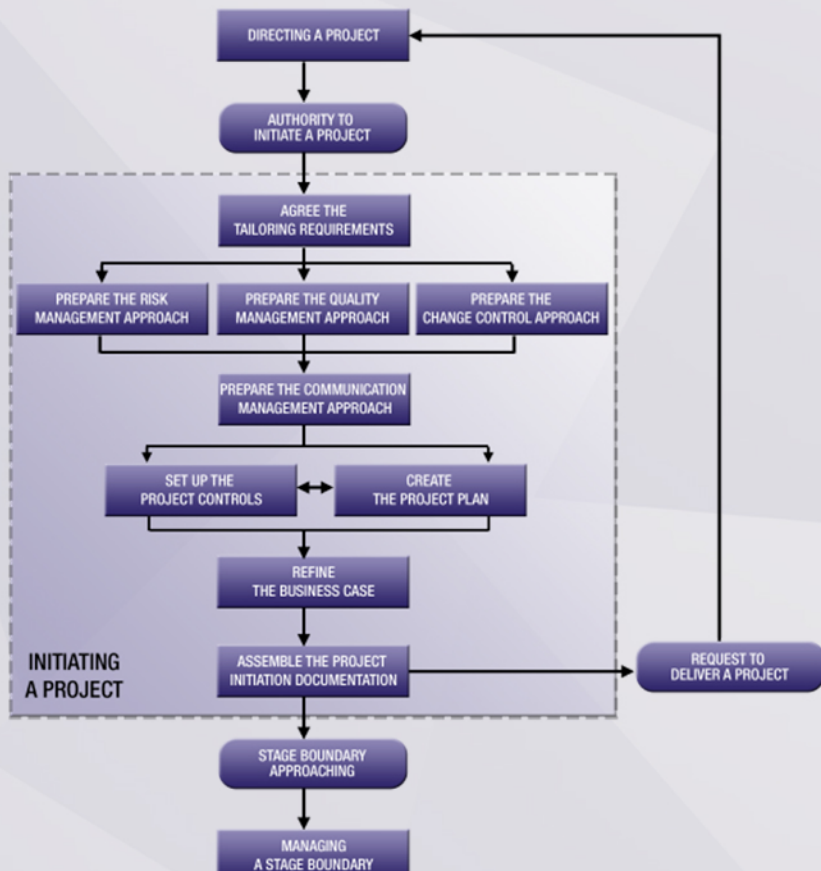 DIRECTING A PROJECT
AUTHORITY TO
INITIATE A PROJECT
AGREE THE
TAILORING REQUIREMENTS
PREPARE THE RISK
MANAGEMENT APPROACH
PREPARE THE QUALITY
MANAGEMENT APPROACH
PREPARE THE
CHANGE CONTROL APPROACH
PREPARE THE COMMUNICATION
MANAGEMENT APPROACH
SET UP THE
PROJECT CONTROLS
CREATE
THE PROJECT PLAN
REFINE
THE BUSINESS CASE
INITIATING
A PROJECT
ASSEMBLE THE PROJECT
INITIATION DOCUMENTATION
REQUEST TO
DELIVER A PROJECT
STAGE BOUNDARY
APPROACHING
MANAGING
A STAGE BOUNDARY